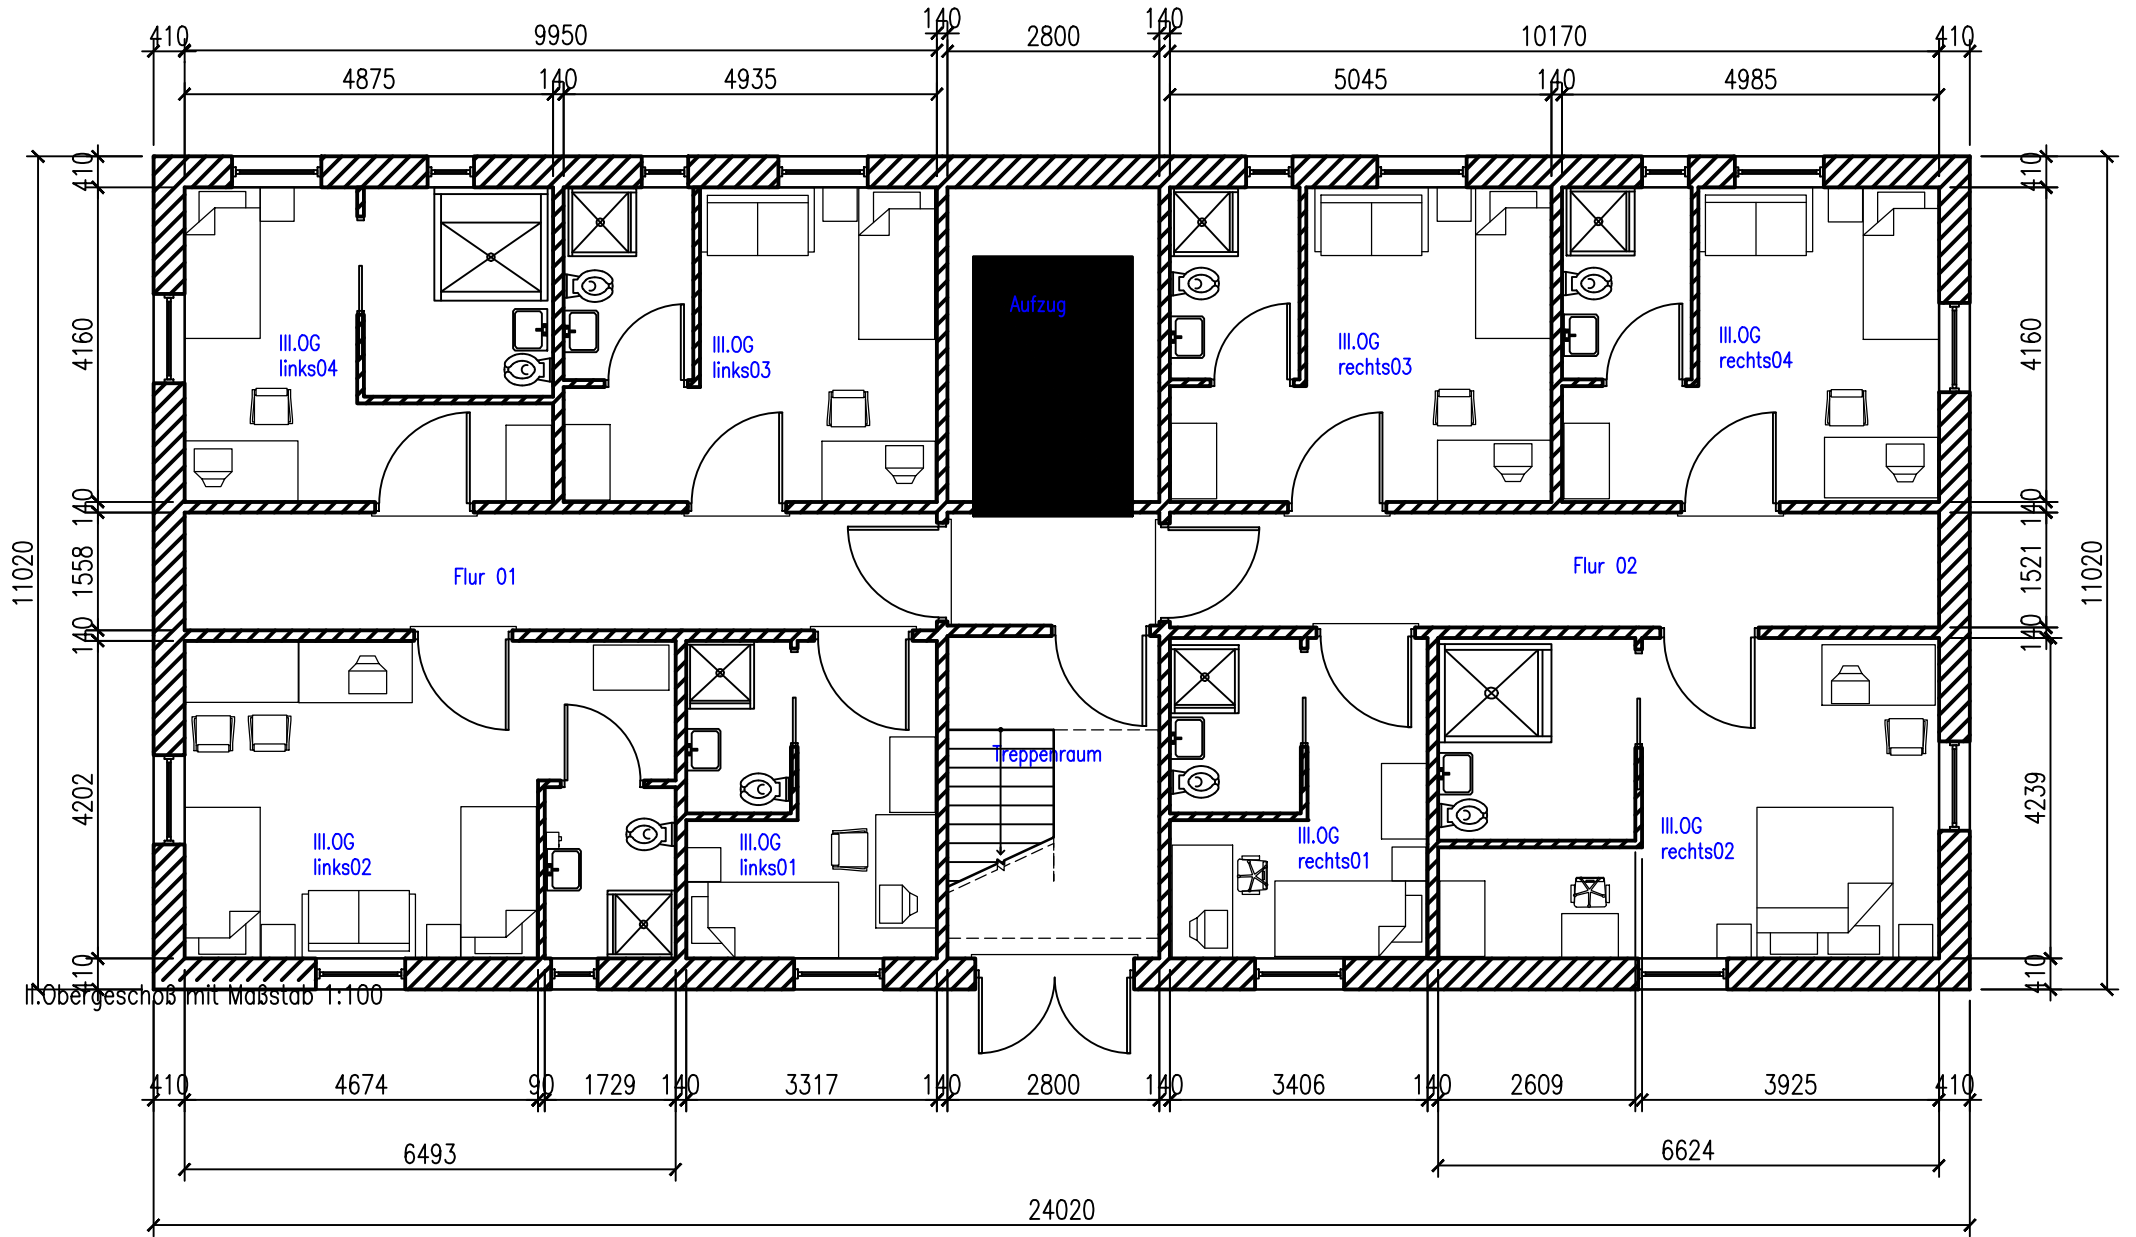 140 140
410 9950 2800 10170 410
4875 140 4935 5045 140 4985
410
4160
140
1558
140
4202
410
11020
410
4160
140
1521
140
4239
410
11020
III.OG
links04
III.OG
links03
Aufzug
III.OG
rechts03
III.OG
rechts04
Flur 01
Flur 02
III.OG
links02
III.OG
links01
Treppenraum
III.OG
rechts01
III.OG
rechts02
II.Obergeschoß mit Maßstab 1:100
410 4674 90 1729 140 3317 140 2800 140 3406 140 2609 3925 410
6493 6624
24020